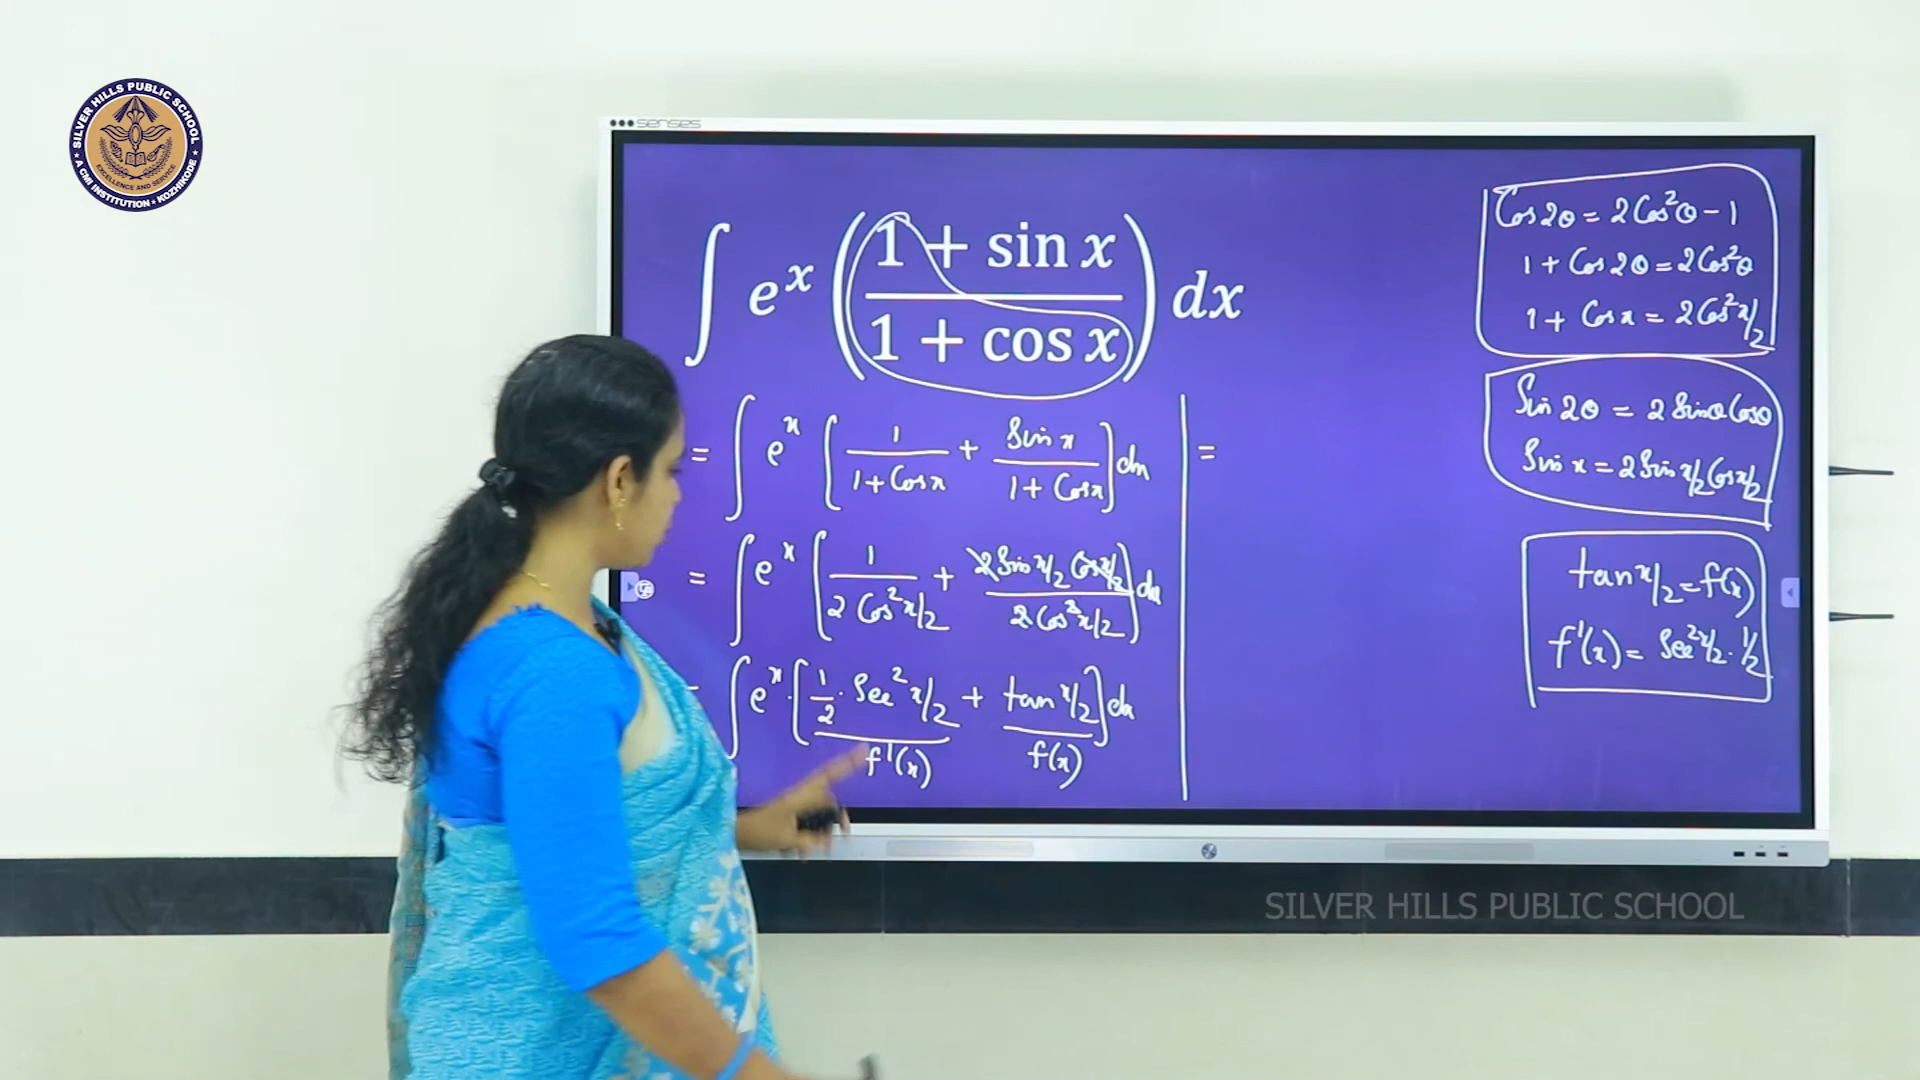 SILVER HILLS PUBLIC SCHOOL
EXCELLENCE AND SERVICE
A CMI INSTITUTION • KOZHIKODE
senses
∫ e^x ( (1 + sin x) / (1 + cos x) ) dx
= ∫ e^x [ 1/(1+Cosx) + Sin x/(1+Cosx) ] dx
= ∫ e^x [ 1/(2 Cos² x/2) + 2 Sin x/2 Cos x/2 / (2 Cos² x/2) ] dx
= ∫ e^x · [ 1/2 · Sec² x/2 + tan x/2 ] dx
f'(x) f(x)
=
Cos 2θ = 2Cos²θ − 1
1 + Cos 2θ = 2Cos²θ
1 + Cosx = 2Cos² x/2
Sin 2θ = 2 Sinθ Cosθ
Sin x = 2 Sin x/2 Cos x/2
tan x/2 = f(x)
f'(x) = Sec² x/2 · 1/2
SILVER HILLS PUBLIC SCHOOL